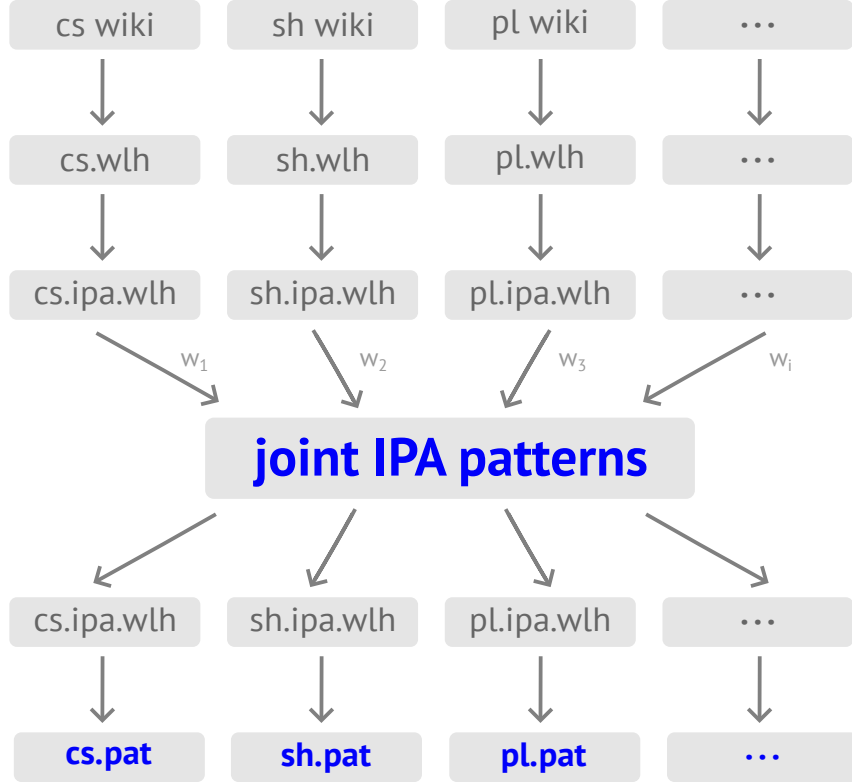 cs wiki sh wiki pl wiki ...
cs.wlh sh.wlh pl.wlh ...
cs.ipa.wlh sh.ipa.wlh pl.ipa.wlh ...
w₁ w₂ w₃ wᵢ
joint IPA patterns
cs.ipa.wlh sh.ipa.wlh pl.ipa.wlh ...
cs.pat sh.pat pl.pat ...